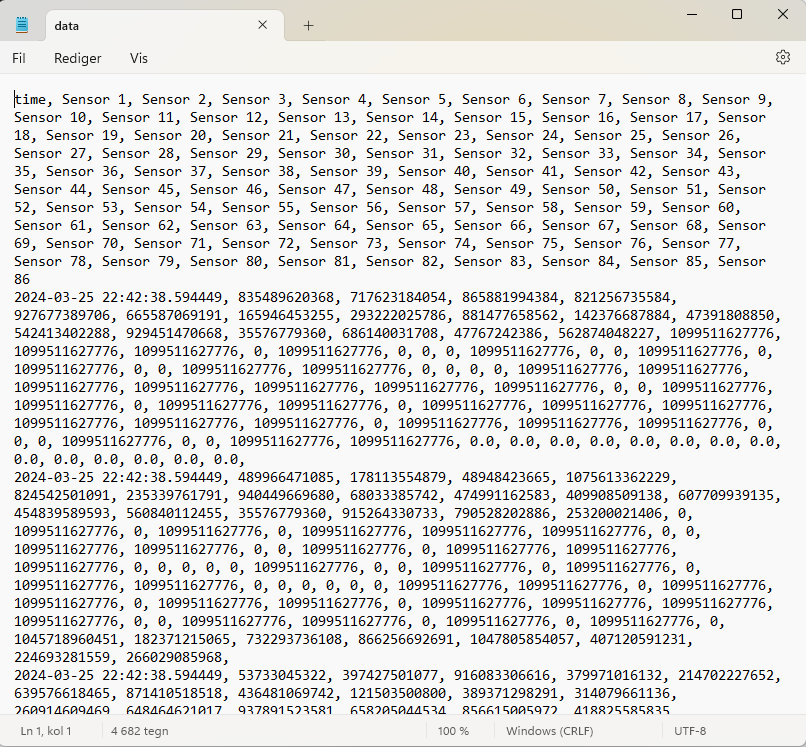 data
Fil Rediger Vis
time, Sensor 1, Sensor 2, Sensor 3, Sensor 4, Sensor 5, Sensor 6, Sensor 7, Sensor 8, Sensor 9,
Sensor 10, Sensor 11, Sensor 12, Sensor 13, Sensor 14, Sensor 15, Sensor 16, Sensor 17, Sensor
18, Sensor 19, Sensor 20, Sensor 21, Sensor 22, Sensor 23, Sensor 24, Sensor 25, Sensor 26,
Sensor 27, Sensor 28, Sensor 29, Sensor 30, Sensor 31, Sensor 32, Sensor 33, Sensor 34, Sensor
35, Sensor 36, Sensor 37, Sensor 38, Sensor 39, Sensor 40, Sensor 41, Sensor 42, Sensor 43,
Sensor 44, Sensor 45, Sensor 46, Sensor 47, Sensor 48, Sensor 49, Sensor 50, Sensor 51, Sensor
52, Sensor 53, Sensor 54, Sensor 55, Sensor 56, Sensor 57, Sensor 58, Sensor 59, Sensor 60,
Sensor 61, Sensor 62, Sensor 63, Sensor 64, Sensor 65, Sensor 66, Sensor 67, Sensor 68, Sensor
69, Sensor 70, Sensor 71, Sensor 72, Sensor 73, Sensor 74, Sensor 75, Sensor 76, Sensor 77,
Sensor 78, Sensor 79, Sensor 80, Sensor 81, Sensor 82, Sensor 83, Sensor 84, Sensor 85, Sensor
86
2024-03-25 22:42:38.594449, 835489620368, 717623184054, 865881994384, 821256735584,
927677389706, 665587069191, 165946453255, 293222025786, 881477658562, 142376687884, 47391808850,
542413402288, 929451470668, 35576779360, 686140031708, 47767242386, 562874048227, 1099511627776,
1099511627776, 1099511627776, 0, 1099511627776, 0, 0, 0, 1099511627776, 0, 0, 1099511627776, 0,
1099511627776, 0, 0, 1099511627776, 1099511627776, 0, 0, 0, 0, 1099511627776, 1099511627776,
1099511627776, 1099511627776, 1099511627776, 1099511627776, 1099511627776, 0, 0, 1099511627776,
1099511627776, 0, 1099511627776, 1099511627776, 0, 1099511627776, 1099511627776, 1099511627776,
1099511627776, 1099511627776, 1099511627776, 0, 1099511627776, 1099511627776, 1099511627776, 0,
0, 0, 1099511627776, 0, 0, 1099511627776, 1099511627776, 0.0, 0.0, 0.0, 0.0, 0.0, 0.0, 0.0, 0.0,
0.0, 0.0, 0.0, 0.0, 0.0, 0.0,
2024-03-25 22:42:38.594449, 489966471085, 178113554879, 48948423665, 1075613362229,
824542501091, 235339761791, 940449669680, 68033385742, 474991162583, 409908509138, 607709939135,
454839589593, 560840112455, 35576779360, 915264330733, 790528202886, 253200021406, 0,
1099511627776, 0, 1099511627776, 0, 1099511627776, 1099511627776, 1099511627776, 0, 0,
1099511627776, 1099511627776, 0, 0, 1099511627776, 0, 1099511627776, 1099511627776,
1099511627776, 0, 0, 0, 0, 0, 1099511627776, 0, 0, 1099511627776, 0, 1099511627776, 0,
1099511627776, 1099511627776, 0, 0, 0, 0, 0, 1099511627776, 1099511627776, 0, 1099511627776,
1099511627776, 0, 1099511627776, 1099511627776, 0, 1099511627776, 1099511627776, 1099511627776,
1099511627776, 0, 0, 1099511627776, 1099511627776, 0, 1099511627776, 0, 1099511627776, 0,
1045718960451, 182371215065, 732293736108, 866256692691, 1047805854057, 407120591231,
224693281559, 266029085968,
2024-03-25 22:42:38.594449, 53733045322, 397427501077, 916083306616, 379971016132, 214702227652,
639576618465, 871410518518, 436481069742, 121503500800, 389371298291, 314079661136,
260914609469, 648464621017, 937891523581, 658205044534, 856615005972, 418825585835,
Ln 1, kol 1 4 682 tegn 100 % Windows (CRLF) UTF-8